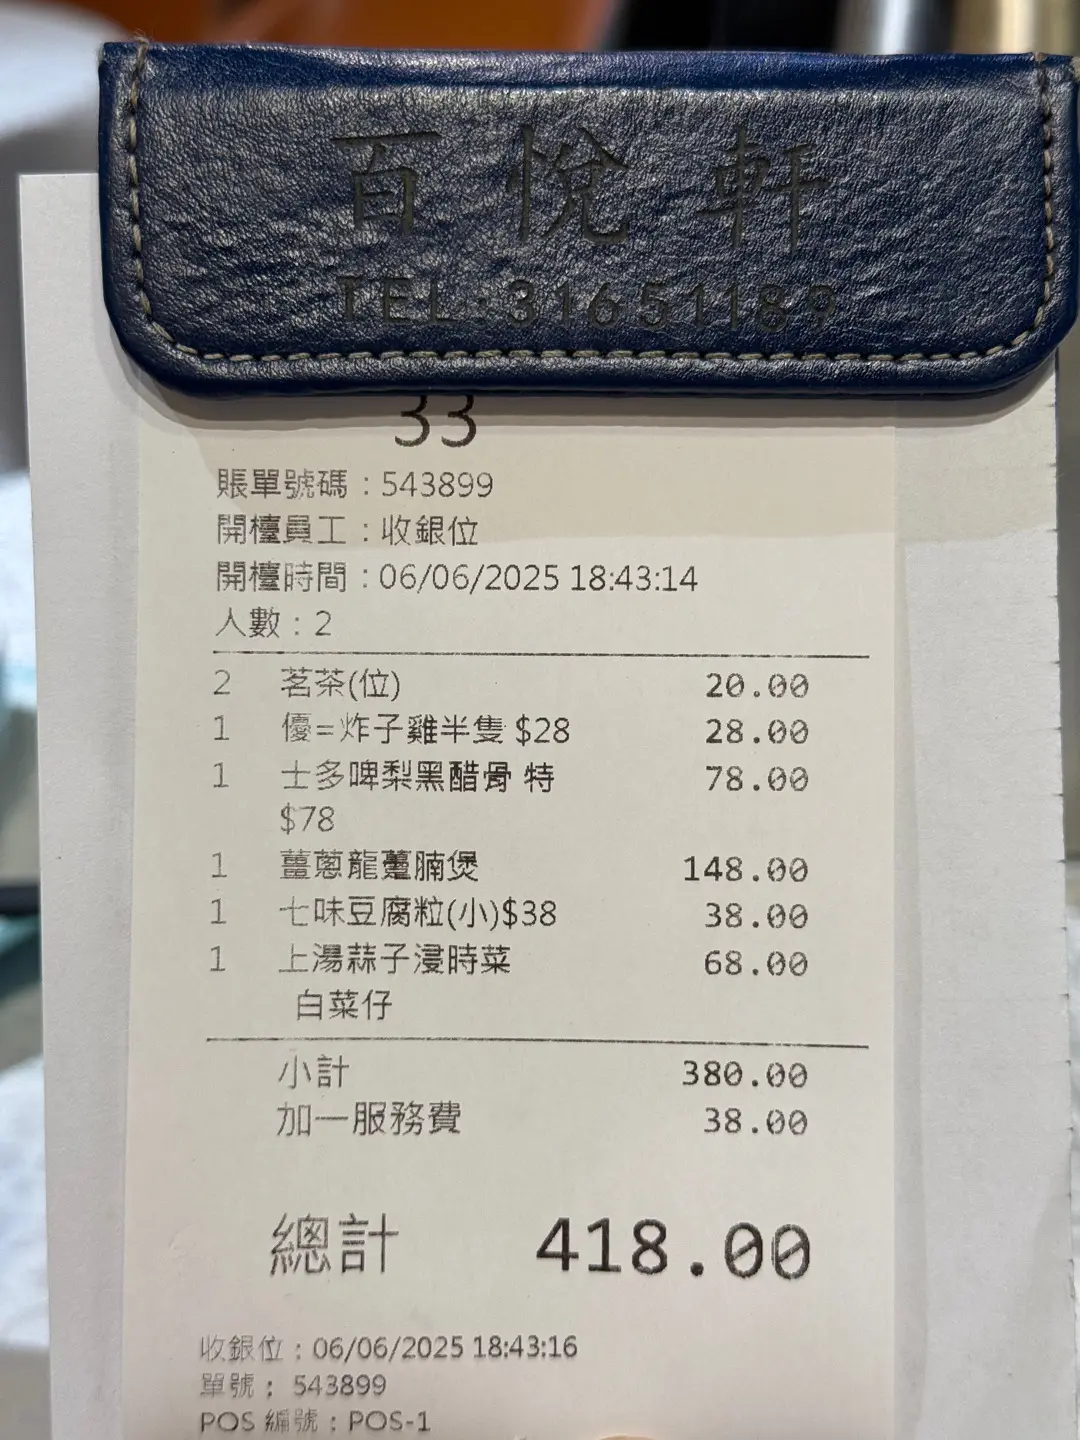 百悅軒
TEL:31651189
33
賬單號碼：543899
開檯員工：收銀位
開檯時間：06/06/2025 18:43:14
人數：2
2 茗茶(位) 20.00
1 優=炸子雞半隻 $28 28.00
1 士多啤梨黑醋骨 特 78.00
$78
1 薑蔥龍躉腩煲 148.00
1 七味豆腐粒(小)$38 38.00
1 上湯蒜子浸時菜 68.00
白菜仔
小計 380.00
加一服務費 38.00
總計 418.00
收銀位：06/06/2025 18:43:16
單號：543899
POS 編號：POS-1